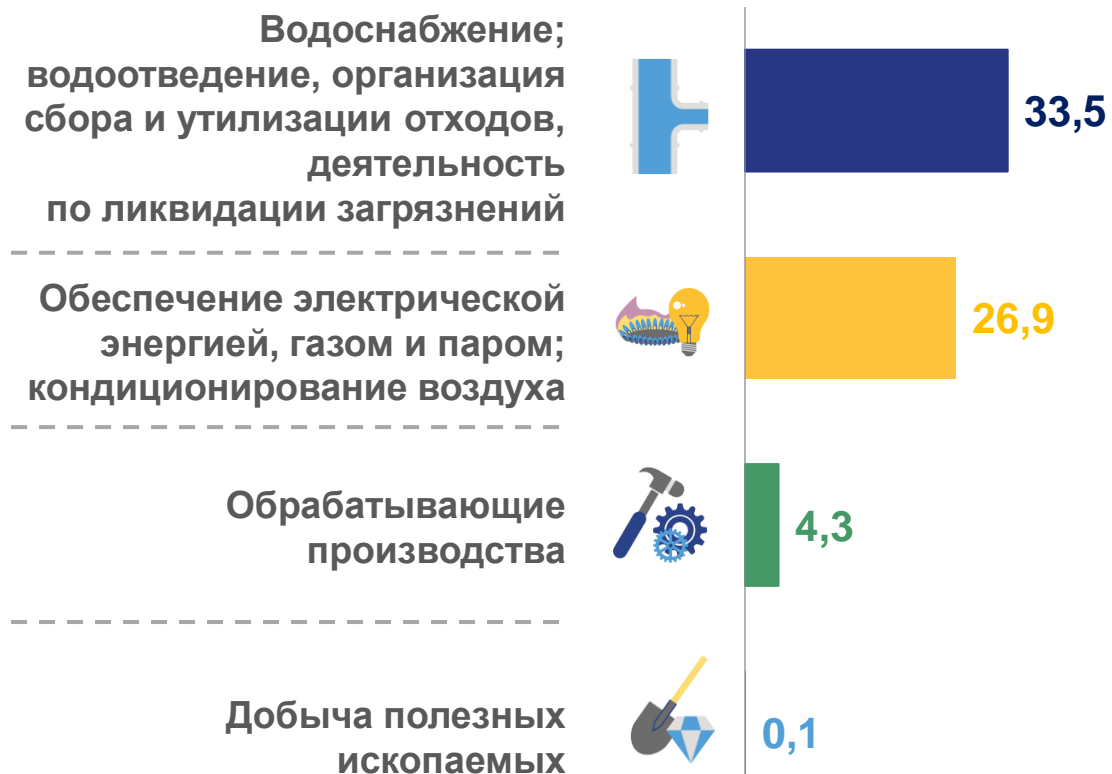 Водоснабжение;
водоотведение, организация
сбора и утилизации отходов,
деятельность
по ликвидации загрязнений
33,5
Обеспечение электрической
энергией, газом и паром;
кондиционирование воздуха
26,9
Обрабатывающие
производства
4,3
Добыча полезных
ископаемых
0,1